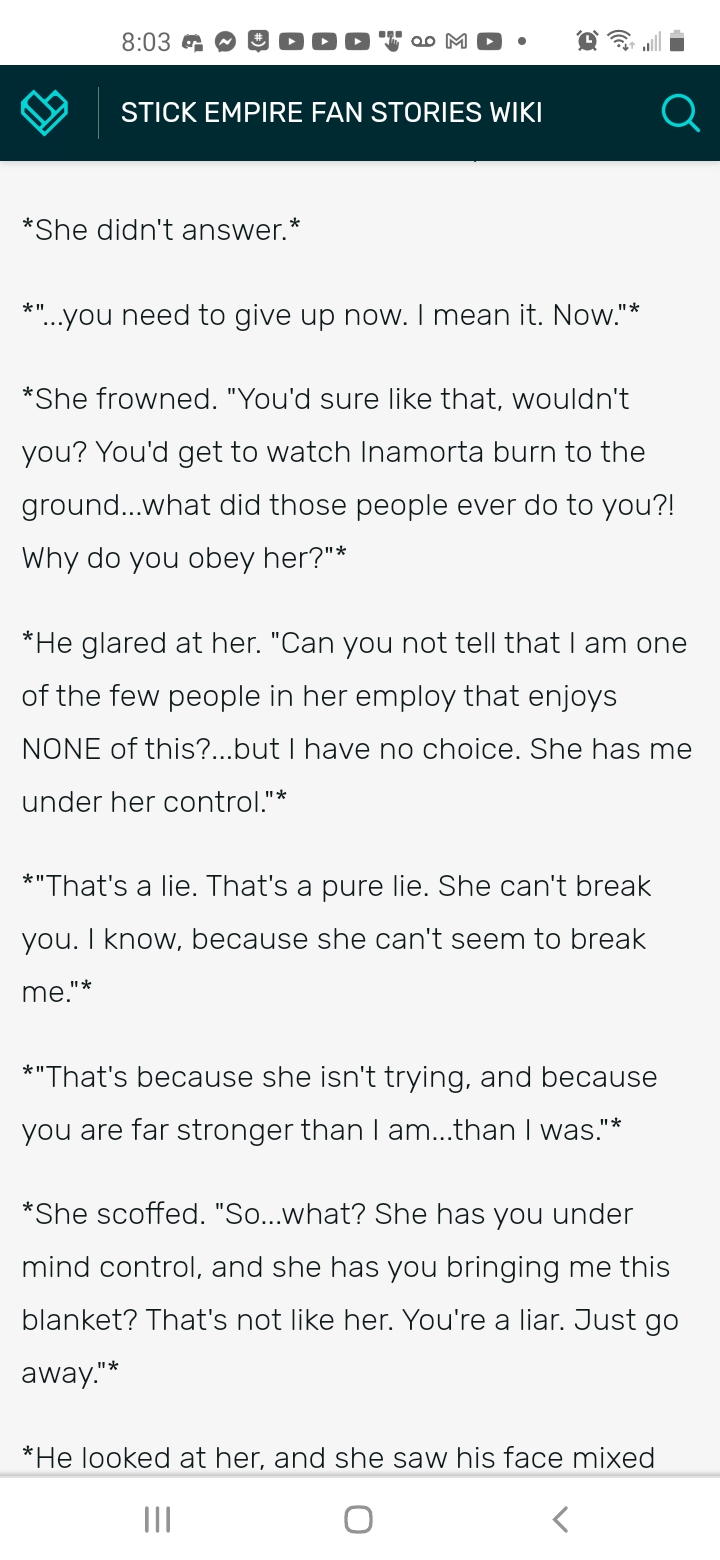 8:03
STICK EMPIRE FAN STORIES WIKI
*She didn't answer.*
*"...you need to give up now. I mean it. Now."*
*She frowned. "You'd sure like that, wouldn't
you? You'd get to watch Inamorta burn to the
ground...what did those people ever do to you?!
Why do you obey her?"*
*He glared at her. "Can you not tell that I am one
of the few people in her employ that enjoys
NONE of this?...but I have no choice. She has me
under her control."*
*"That's a lie. That's a pure lie. She can't break
you. I know, because she can't seem to break
me."*
*"That's because she isn't trying, and because
you are far stronger than I am...than I was."*
*She scoffed. "So...what? She has you under
mind control, and she has you bringing me this
blanket? That's not like her. You're a liar. Just go
away."*
*He looked at her, and she saw his face mixed